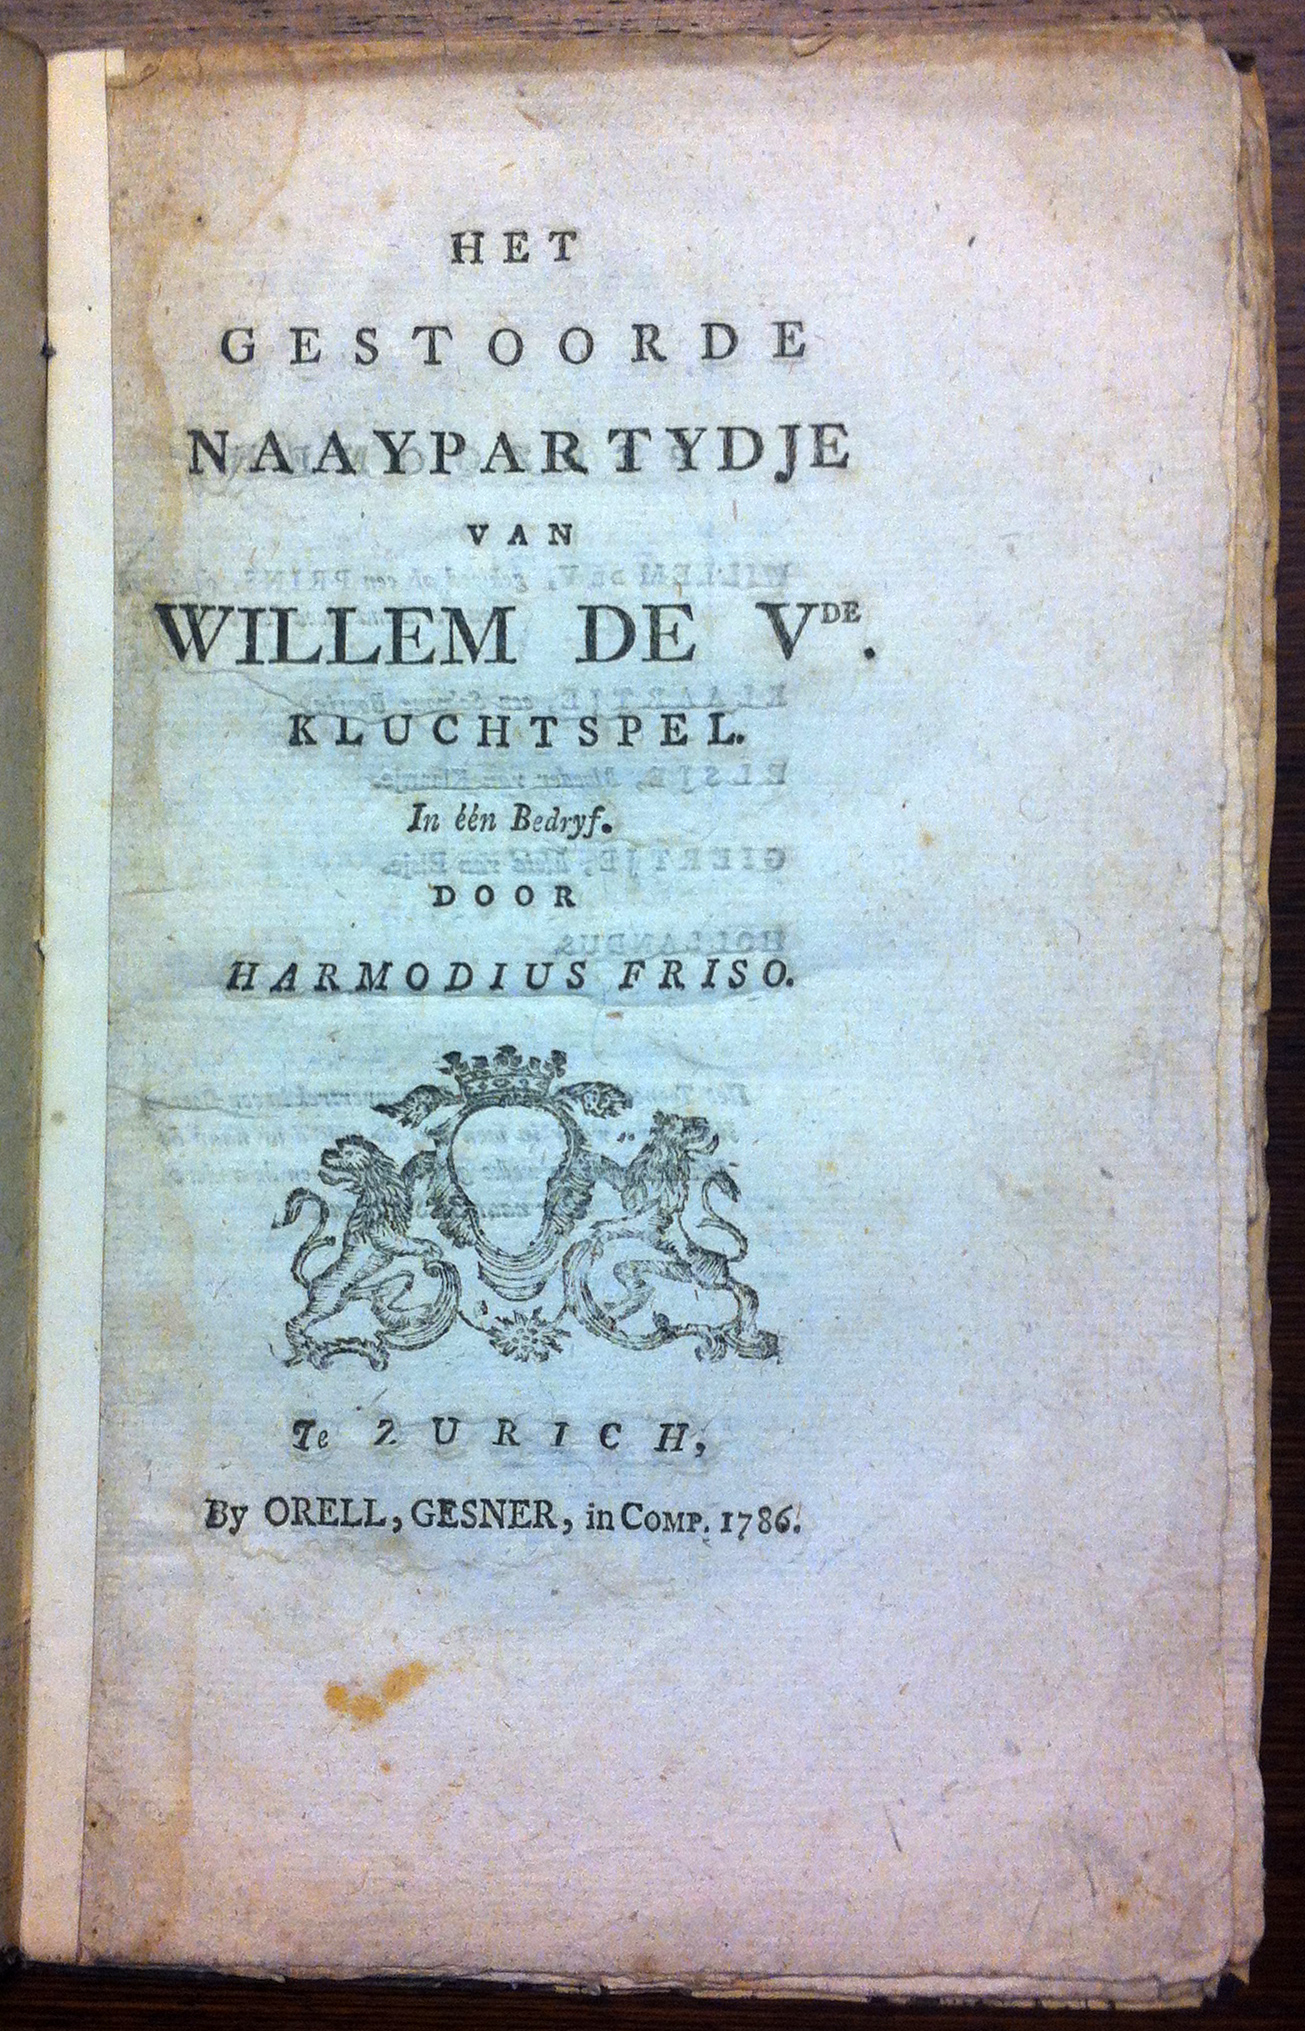 HET
GESTOORDE
NAAYPARTYDJE
VAN
WILLEM DE VDE.
KLUCHTSPEL.
In één Bedryf.
DOOR
HARMODIUS FRISO.
Te ZURICH,
By ORELL, GESNER, in COMP. 1786.